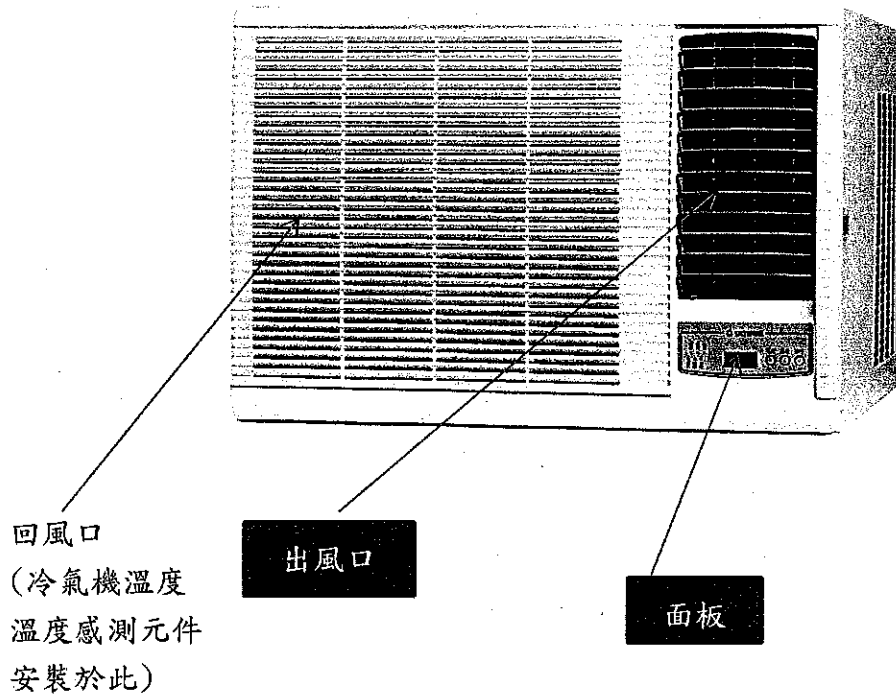 回風口
(冷氣機溫度
溫度感測元件
安裝於此)
出風口
面板